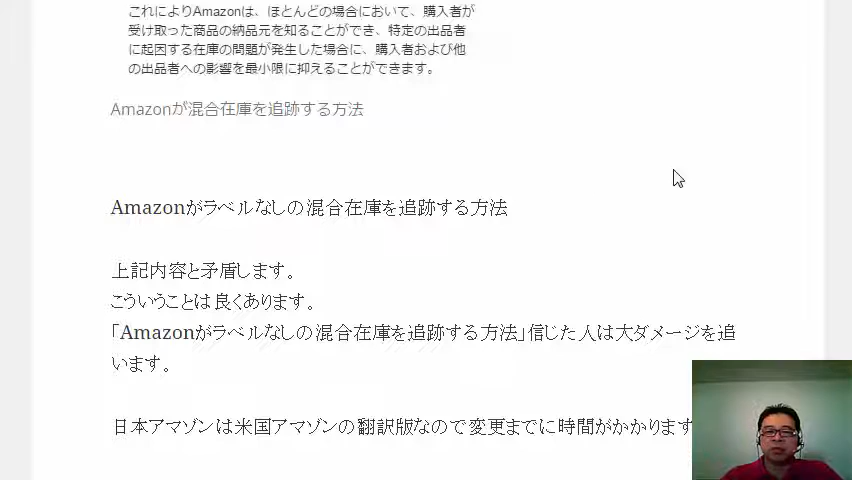 これによりAmazonは、ほとんどの場合において、購入者が
受け取った商品の納品元を知ることができ、特定の出品者
に起因する在庫の問題が発生した場合に、購入者および他
の出品者への影響を最小限に抑えることができます。
Amazonが混合在庫を追跡する方法
Amazonがラベルなしの混合在庫を追跡する方法
上記内容と矛盾します。
こういうことは良くあります。
「Amazonがラベルなしの混合在庫を追跡する方法」信じた人は大ダメージを追
います。
日本アマゾンは米国アマゾンの翻訳版なので変更までに時間がかかります